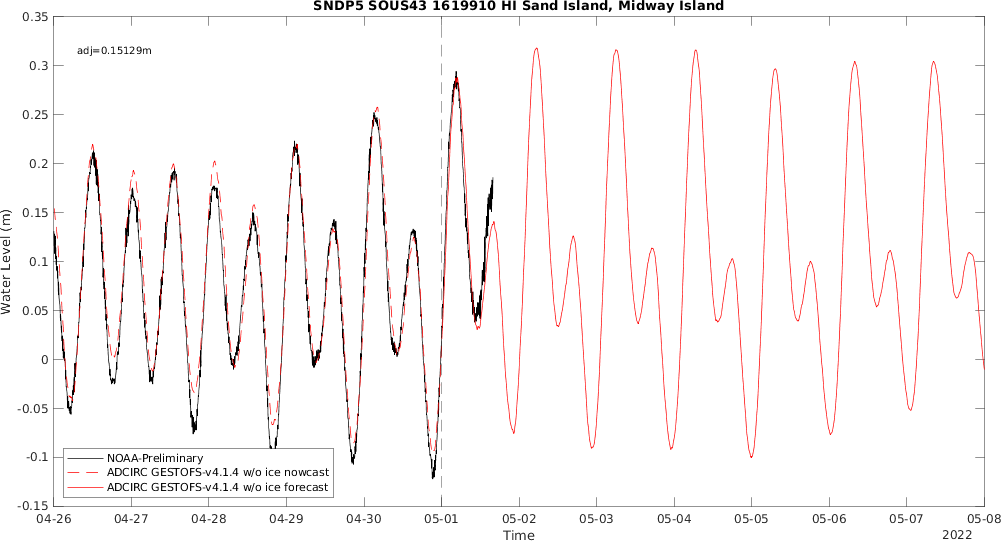 SNDP5 SOUS43 1619910 HI Sand Island, Midway Island
adj=0.15129m
0.35
0.3
0.25
0.2
0.15
0.1
0.05
0
-0.05
-0.1
-0.15
Water Level (m)
NOAA-Preliminary
ADCIRC GESTOFS-v4.1.4 w/o ice nowcast
ADCIRC GESTOFS-v4.1.4 w/o ice forecast
04-26 04-27 04-28 04-29 04-30 05-01 05-02 05-03 05-04 05-05 05-06 05-07 05-08
Time
2022